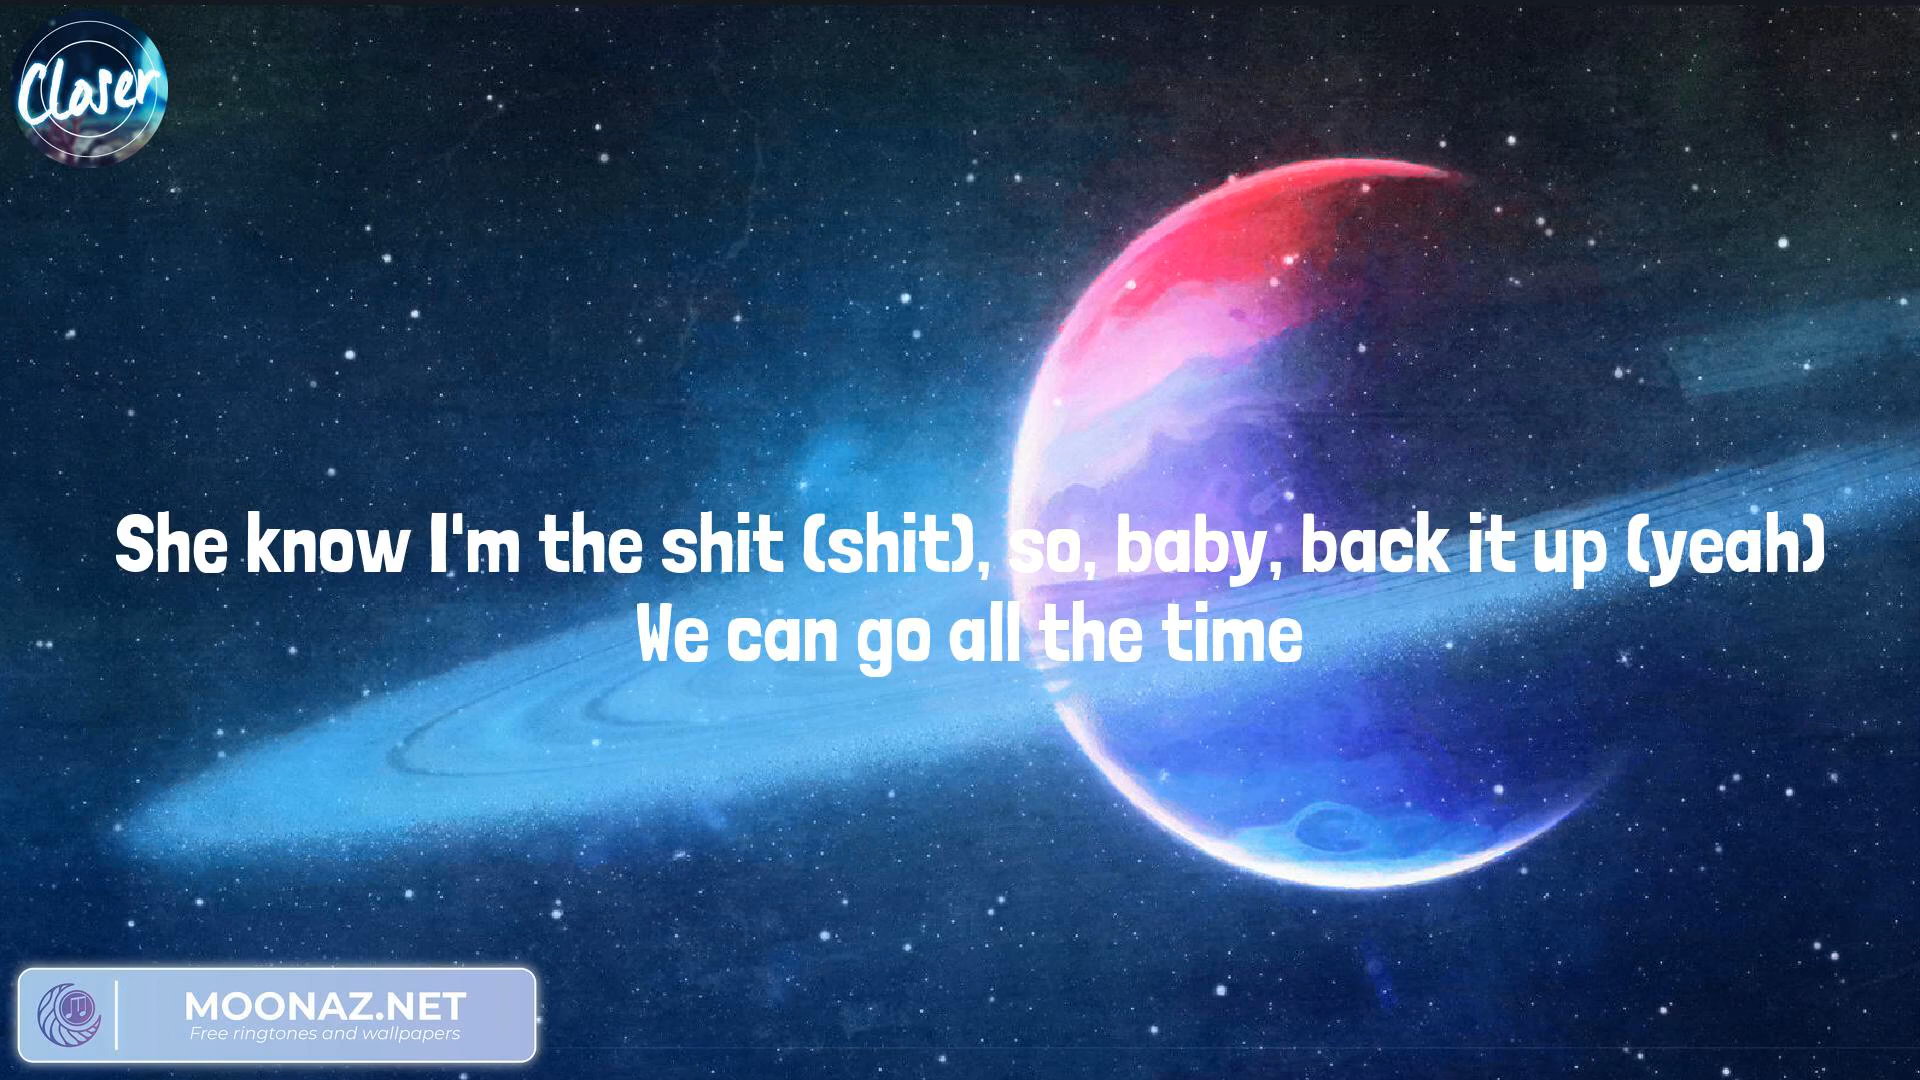 Closer
She know I'm the shit (shit), so, baby, back it up (yeah)
We can go all the time
MOONAZ.NET
Free ringtones and wallpapers